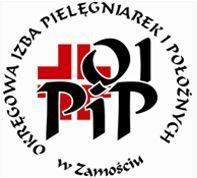 OKRĘGOWA IZBA PIELĘGNIAREK I POŁOŻNYCH
OI
PiP
w Zamościu